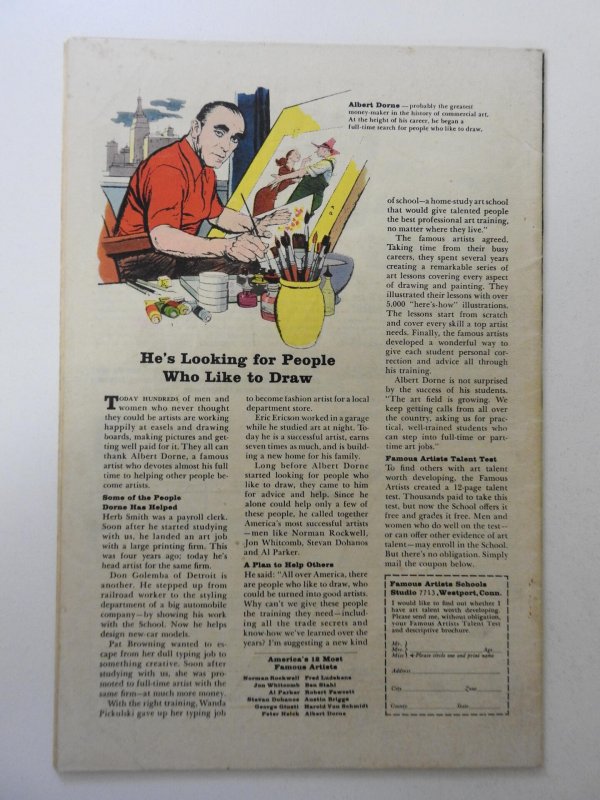 Albert Dorne — probably the greatest
money-maker in the history of commercial art.
At the height of his career, he began a
full-time search for people who like to draw.
He's Looking for People
Who Like to Draw
TODAY HUNDREDS of men and
women who never thought
they could be artists are working
happily at easels and drawing
boards, making pictures and get-
ting well paid for it. They all can
thank Albert Dorne, a famous
artist who devotes almost his full
time to helping other people be-
come artists.
Some of the People
Dorne Has Helped
Herb Smith was a payroll clerk.
Soon after he started studying
with us, he landed an art job
with a large printing firm. This
was four years ago; today he's
head artist for the same firm.
Don Golemba of Detroit is
another. He stepped up from
railroad worker to the styling
department of a big automobile
company—by showing his work
with the School. Now he helps
design new-car models.
Pat Browning wanted to es-
cape from her dull typing job to
something creative. Soon after
studying with us, she was pro-
moted to full-time artist with the
same firm—at much more money.
With the right training, Wanda
Pickulski gave up her typing job
to become fashion artist for a local
department store.
Eric Ericson worked in a garage
while he studied art at night. To-
day he is a successful artist, earns
seven times as much, and is build-
ing a new home for his family.
Long before Albert Dorne
started looking for people who
like to draw, they came to him
for advice and help. Since he
alone could help only a few of
these people, he called together
America's most successful artists
—men like Norman Rockwell,
Jon Whitcomb, Stevan Dohanos
and Al Parker.
A Plan to Help Others
He said: "All over America, there
are people who like to draw, who
could be turned into good artists.
Why can't we give these people
the training they need—includ-
ing all the trade secrets and
know-how we've learned over the
years? I'm suggesting a new kind
America's 12 Most
Famous Artists
Norman Rockwell Fred Ludekens
Jon Whitcomb Ben Stahl
Al Parker Robert Fawcett
Stevan Dohanos Austin Briggs
George Giusti Harold Von Schmidt
Peter Helck Albert Dorne
of school—a home-study art school
that would give talented people
the best professional art training,
no matter where they live."
The famous artists agreed.
Taking time from their busy
careers, they spent several years
creating a remarkable series of
art lessons covering every aspect
of drawing and painting. They
illustrated their lessons with over
5,000 "here's-how" illustrations.
The lessons start from scratch
and cover every skill a top artist
needs. Finally, the famous artists
developed a wonderful way to
give each student personal cor-
rection and advice all through
his training.
Albert Dorne is not surprised
by the success of his students.
"The art field is growing. We
keep getting calls from all over
the country, asking us for prac-
tical, well-trained students who
can step into full-time or part-
time art jobs."
Famous Artists Talent Test
To find others with art talent
worth developing, the Famous
Artists created a 12-page talent
test. Thousands paid to take this
test, but now the School offers it
free and grades it free. Men and
women who do well on the test—
or can offer other evidence of art
talent—may enroll in the School.
But there's no obligation. Simply
mail the coupon below.
Famous Artists Schools
Studio 7713, Westport, Conn.
I would like to find out whether I
have art talent worth developing.
Please send me, without obligation,
your Famous Artists Talent Test
and descriptive brochure.
Mr.
Mrs. Age
Miss Please circle one and print name
Address
City Zone
County State